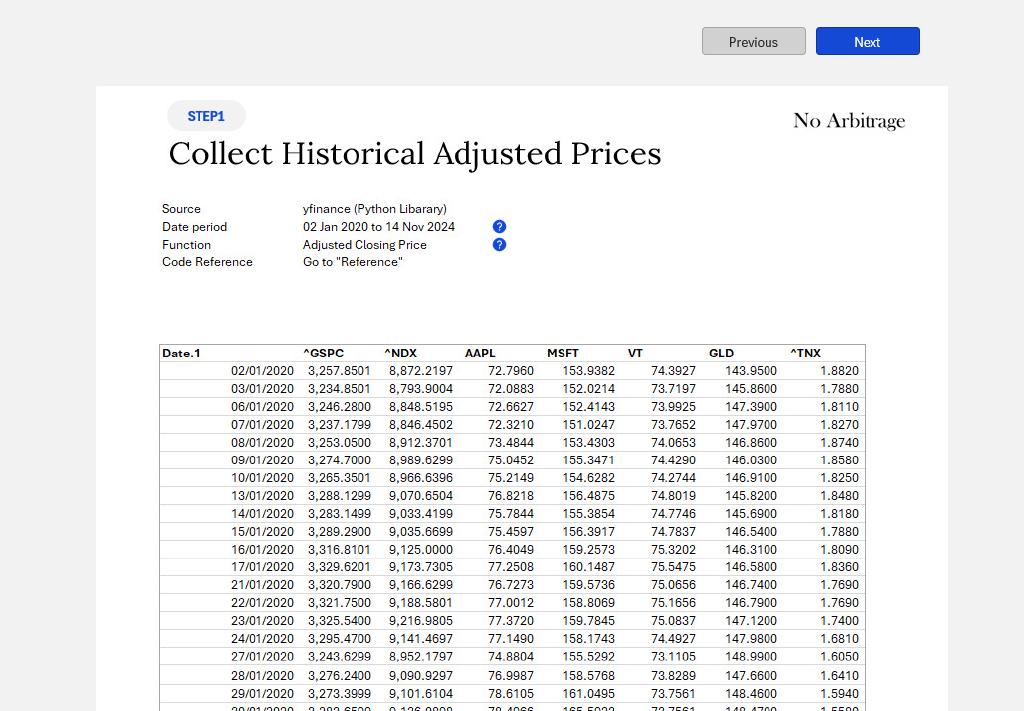 Previous Next
STEP1
No Arbitrage
Collect Historical Adjusted Prices
Source yfinance (Python Libarary)
Date period 02 Jan 2020 to 14 Nov 2024 ?
Function Adjusted Closing Price ?
Code Reference Go to "Reference"
Date.1 ^GSPC ^NDX AAPL MSFT VT GLD ^TNX
02/01/2020 3,257.8501 8,872.2197 72.7960 153.9382 74.3927 143.9500 1.8820
03/01/2020 3,234.8501 8,793.9004 72.0883 152.0214 73.7197 145.8600 1.7880
06/01/2020 3,246.2800 8,848.5195 72.6627 152.4143 73.9925 147.3900 1.8110
07/01/2020 3,237.1799 8,846.4502 72.3210 151.0247 73.7652 147.9700 1.8270
08/01/2020 3,253.0500 8,912.3701 73.4844 153.4303 74.0653 146.8600 1.8740
09/01/2020 3,274.7000 8,989.6299 75.0452 155.3471 74.4290 146.0300 1.8580
10/01/2020 3,265.3501 8,966.6396 75.2149 154.6282 74.2744 146.9100 1.8250
13/01/2020 3,288.1299 9,070.6504 76.8218 156.4875 74.8019 145.8200 1.8480
14/01/2020 3,283.1499 9,033.4199 75.7844 155.3854 74.7746 145.6900 1.8180
15/01/2020 3,289.2900 9,035.6699 75.4597 156.3917 74.7837 146.5400 1.7880
16/01/2020 3,316.8101 9,125.0000 76.4049 159.2573 75.3202 146.3100 1.8090
17/01/2020 3,329.6201 9,173.7305 77.2508 160.1487 75.5475 146.5800 1.8360
21/01/2020 3,320.7900 9,166.6299 76.7273 159.5736 75.0656 146.7400 1.7690
22/01/2020 3,321.7500 9,188.5801 77.0012 158.8069 75.1656 146.7900 1.7690
23/01/2020 3,325.5400 9,216.9805 77.3720 159.7845 75.0837 147.1200 1.7400
24/01/2020 3,295.4700 9,141.4697 77.1490 158.1743 74.4927 147.9800 1.6810
27/01/2020 3,243.6299 8,952.1797 74.8804 155.5292 73.1105 148.9900 1.6050
28/01/2020 3,276.2400 9,090.9297 76.9987 158.5768 73.8289 147.6600 1.6410
29/01/2020 3,273.3999 9,101.6104 78.6105 161.0495 73.7561 148.4600 1.5940